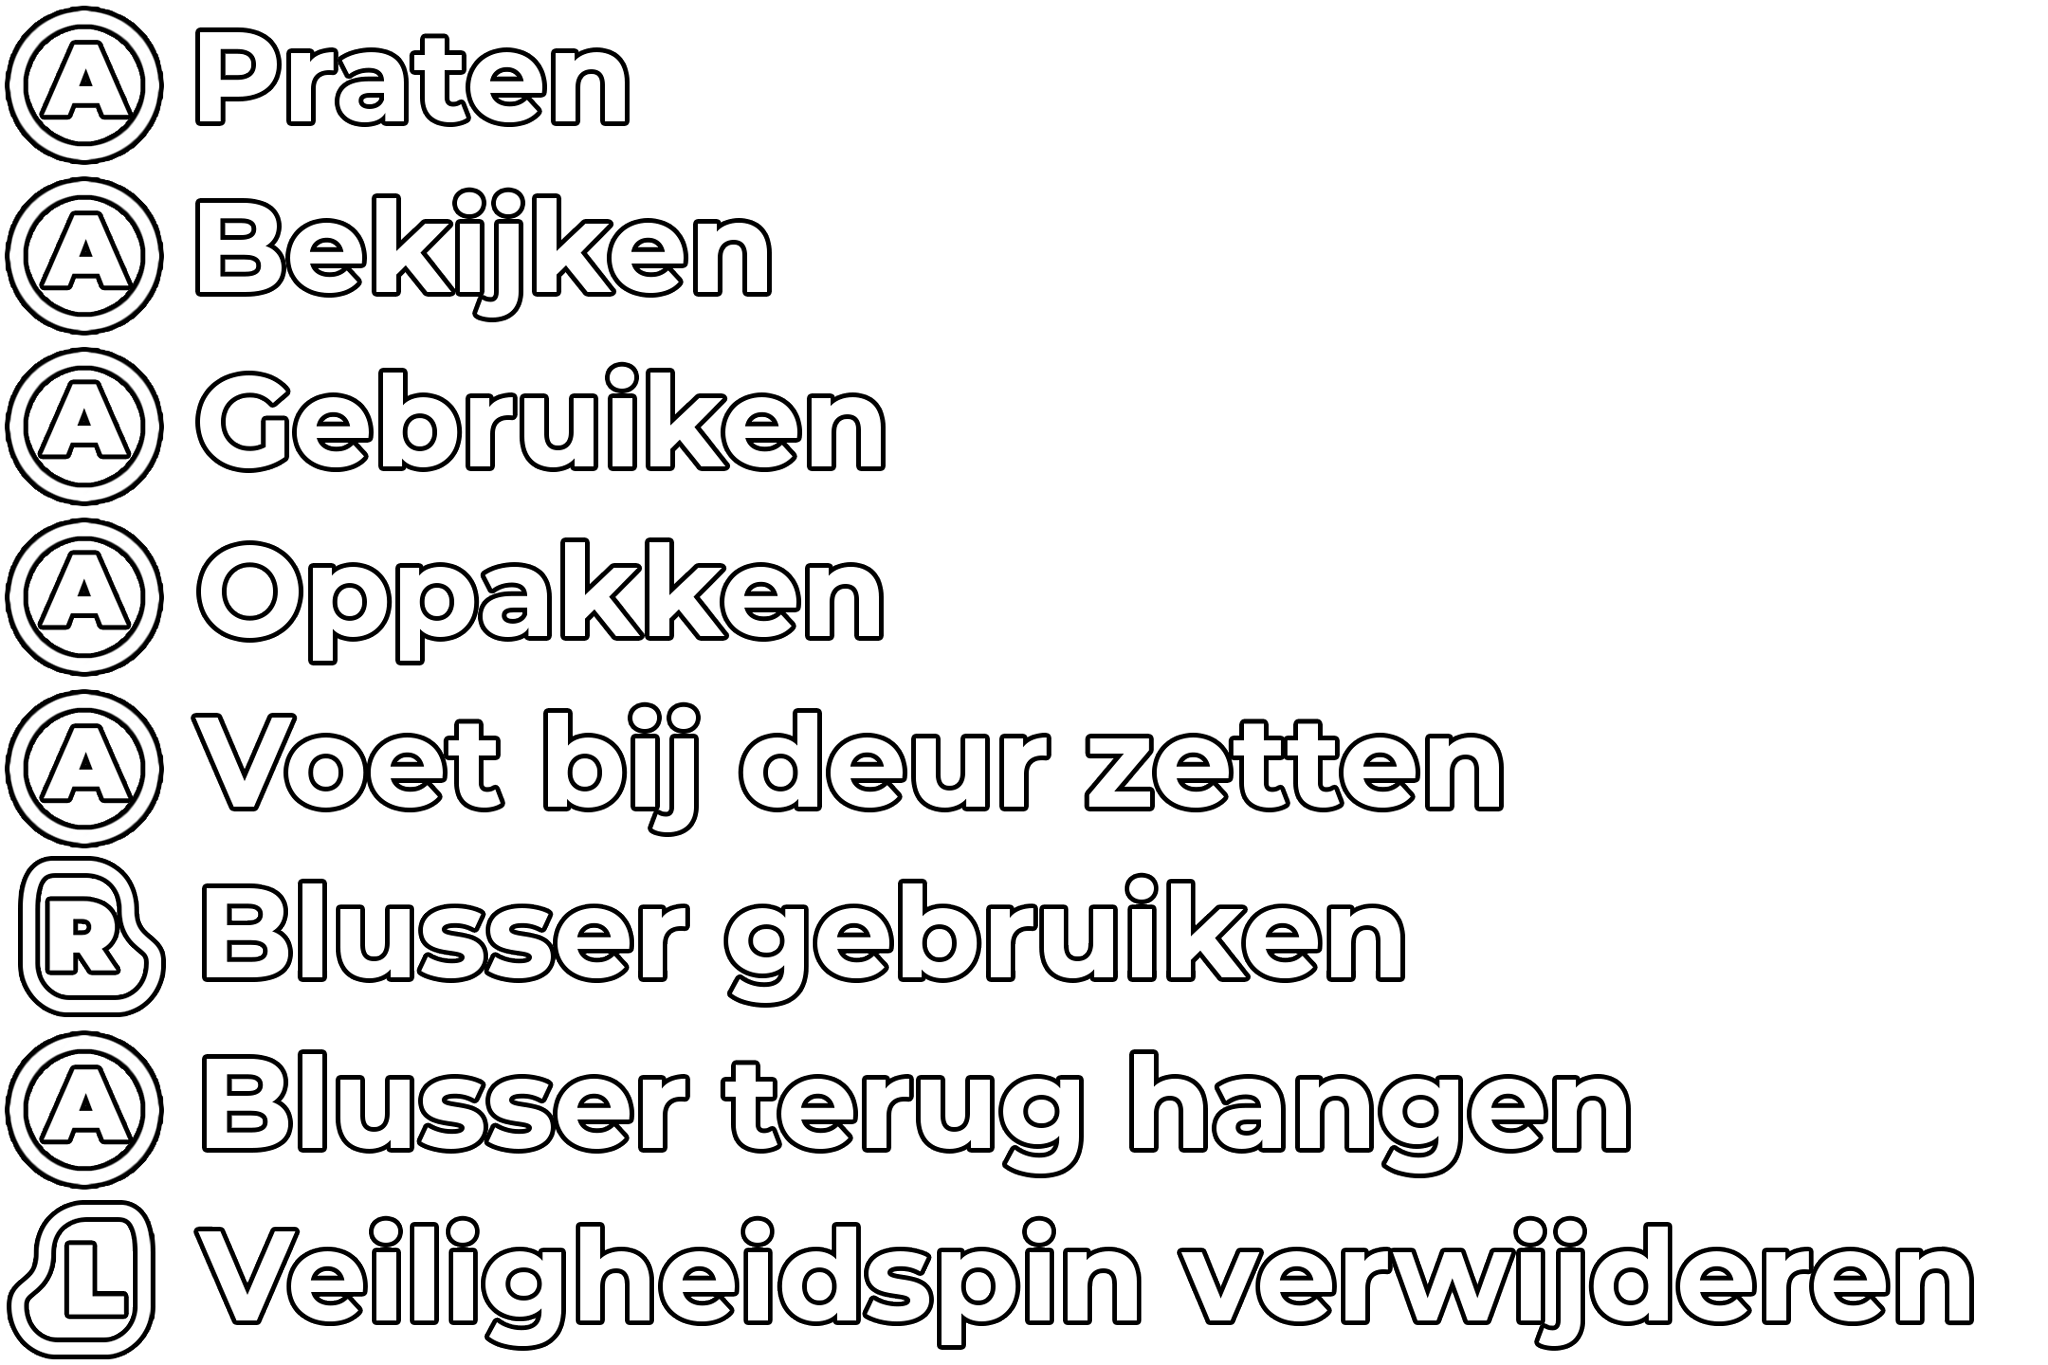 A Praten
A Bekijken
A Gebruiken
A Oppakken
A Voet bij deur zetten
R Blusser gebruiken
A Blusser terug hangen
L Veiligheidspin verwijderen